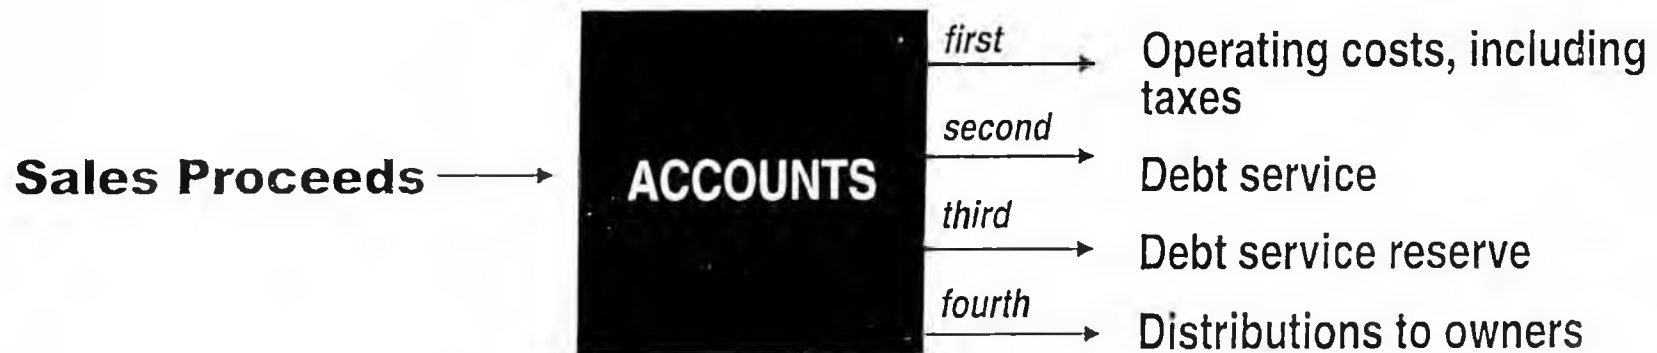 first
Operating costs, including
taxes
second
Sales Proceeds
ACCOUNTS
Debt service
third
Debt service reserve
fourth
Distributions to owners